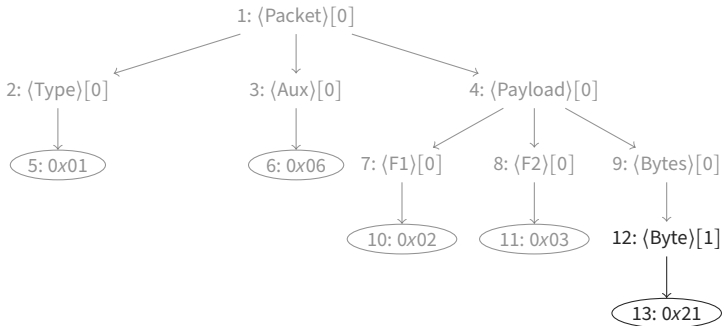 1: ⟨Packet⟩[0]
2: ⟨Type⟩[0]
3: ⟨Aux⟩[0]
4: ⟨Payload⟩[0]
5: 0x01
6: 0x06
7: ⟨F1⟩[0]
8: ⟨F2⟩[0]
9: ⟨Bytes⟩[0]
10: 0x02
11: 0x03
12: ⟨Byte⟩[1]
13: 0x21